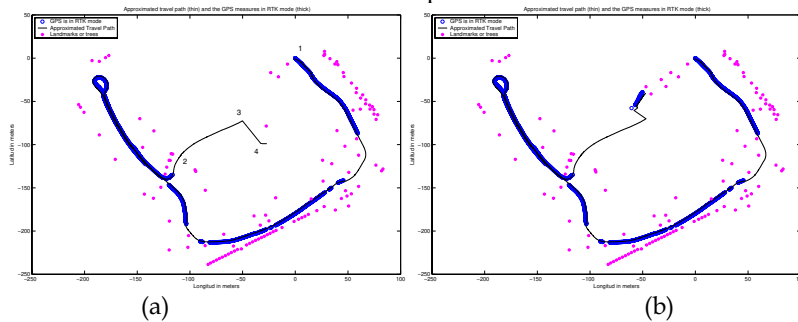 Approximated travel path (thin) and the GPS measures in RTK mode (thick)
GPS is in RTK mode
Approximated Travel Path
Landmarks or trees
1
3
2
4
50
0
−50
−100
−150
−200
−250
Latitud in meters
−250 −200 −150 −100 −50 0 50 100
Longitud in meters
(a)
Approximated travel path (thin) and the GPS measures in RTK mode (thick)
GPS is in RTK mode
Approximated Travel Path
Landmarks or trees
50
0
−50
−100
−150
−200
−250
Latitud in meters
−250 −200 −150 −100 −50 0 50 100
Longitud in meters
(b)